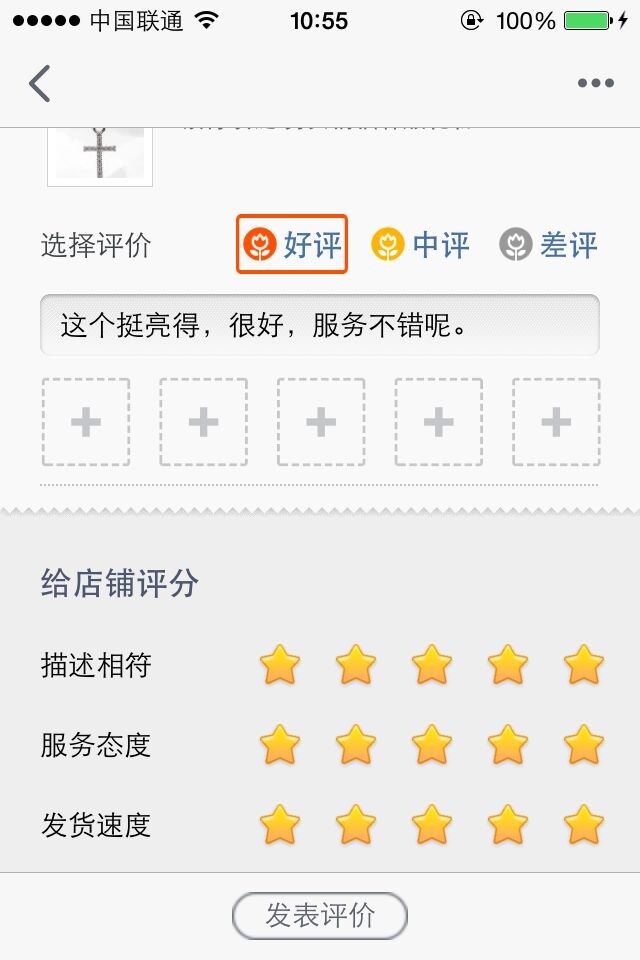 中国联通 10:55 100%
选择评价 好评 中评 差评
这个挺亮得，很好，服务不错呢。
给店铺评分
描述相符
服务态度
发货速度
发表评价